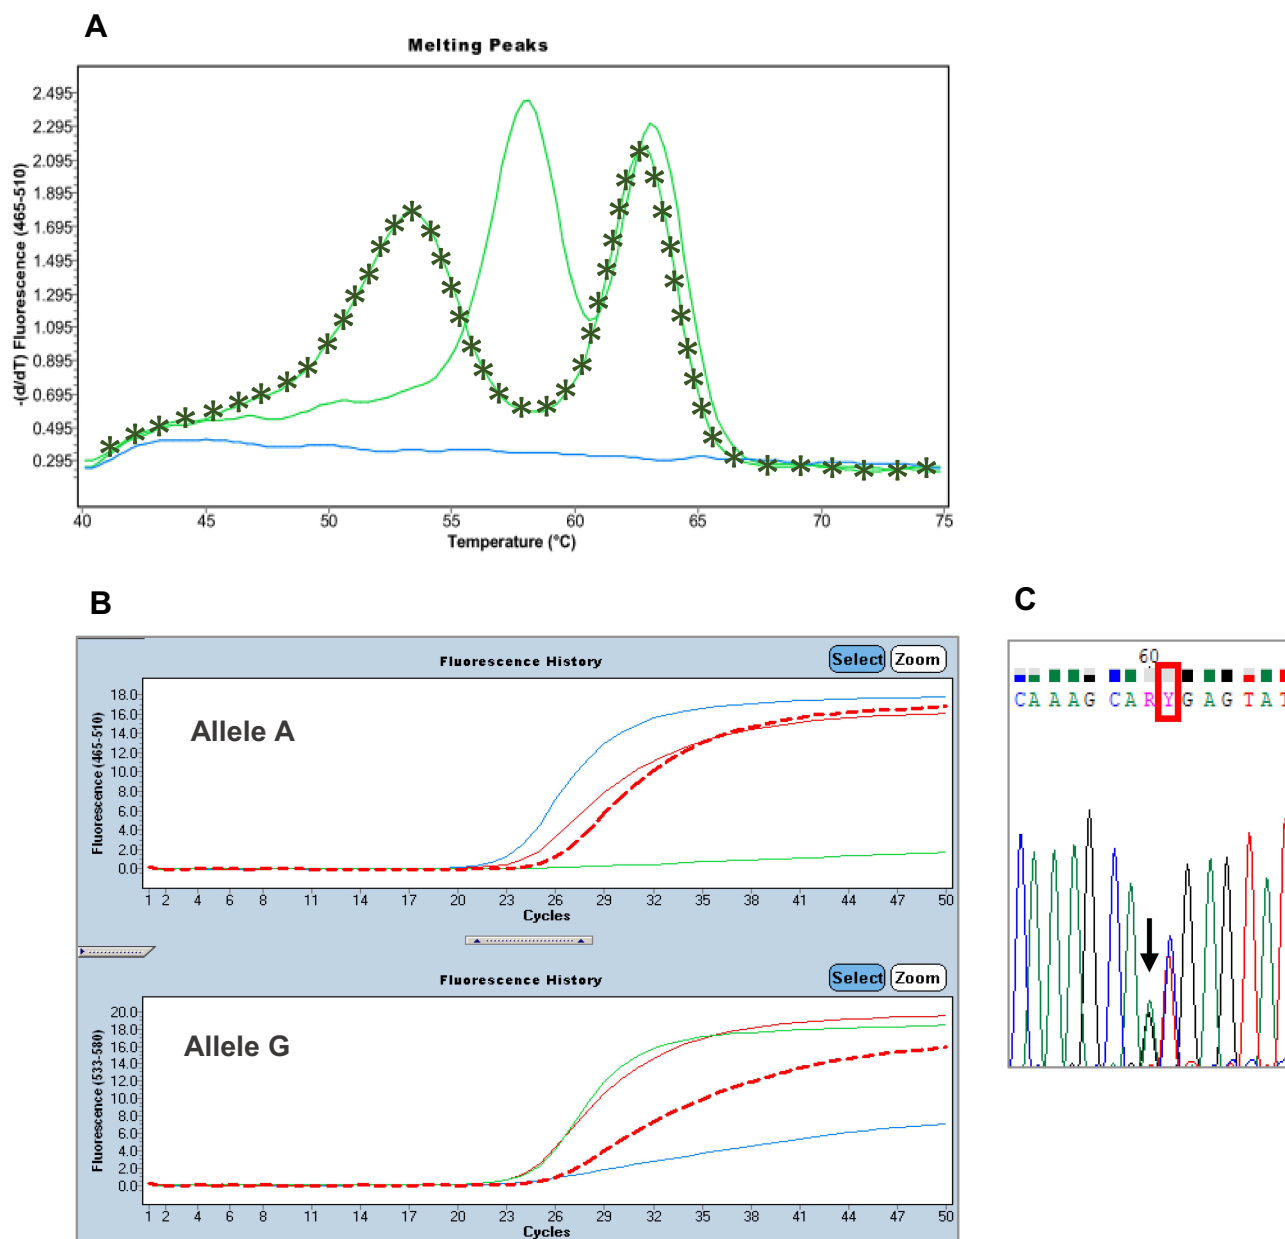 A
Melting Peaks
-(d/dT) Fluorescence (465-510)
2.495
2.295
2.095
1.895
1.695
1.495
1.295
1.095
0.895
0.695
0.495
0.295
40 45 50 55 60 65 70 75
Temperature (°C)
B
Fluorescence History
Select Zoom
Allele A
Fluorescence (465-510)
18.0
16.0
14.0
12.0
10.0
8.0
6.0
4.0
2.0
0.0
1 2 4 6 8 11 14 17 20 23 26 29 32 35 38 41 44 47 50
Cycles
Fluorescence History
Select Zoom
Allele G
Fluorescence (533-580)
20.0
18.0
16.0
14.0
12.0
10.0
8.0
6.0
4.0
2.0
0.0
1 2 4 6 8 11 14 17 20 23 26 29 32 35 38 41 44 47 50
Cycles
C
60
C A A A G C A R Y G A G T A T